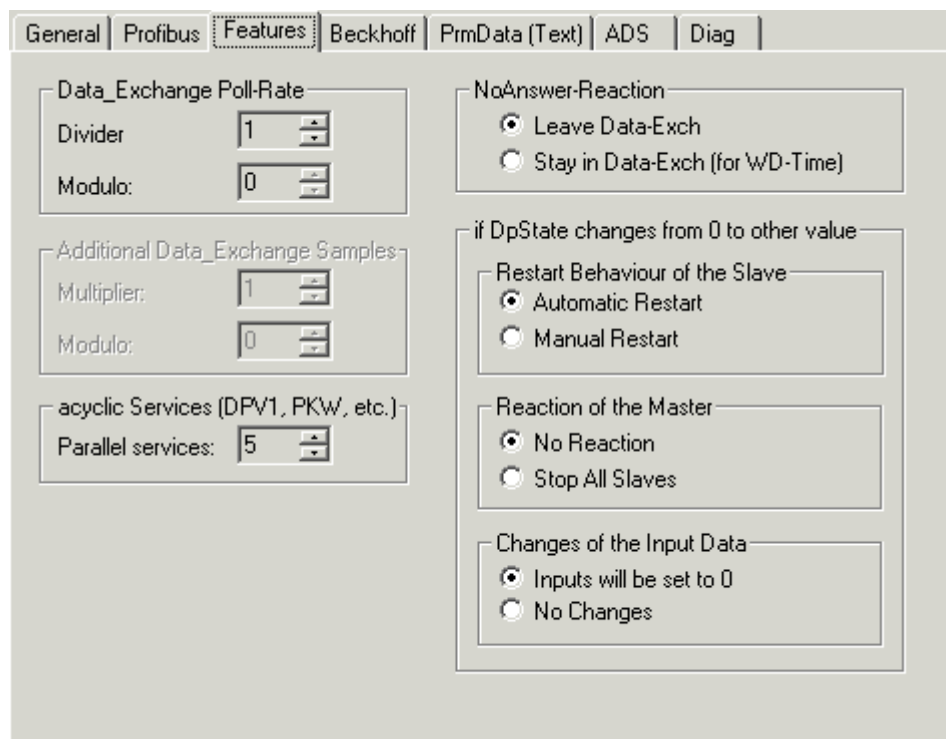 General Profibus Features Beckhoff PrmData (Text) ADS Diag
Data_Exchange Poll-Rate
Divider 1
Modulo: 0
Additional Data_Exchange Samples
Multiplier: 1
Modulo: 0
acyclic Services (DPV1, PKW, etc.)
Parallel services: 5
NoAnswer-Reaction
Leave Data-Exch
Stay in Data-Exch (for WD-Time)
if DpState changes from 0 to other value
Restart Behaviour of the Slave
Automatic Restart
Manual Restart
Reaction of the Master
No Reaction
Stop All Slaves
Changes of the Input Data
Inputs will be set to 0
No Changes